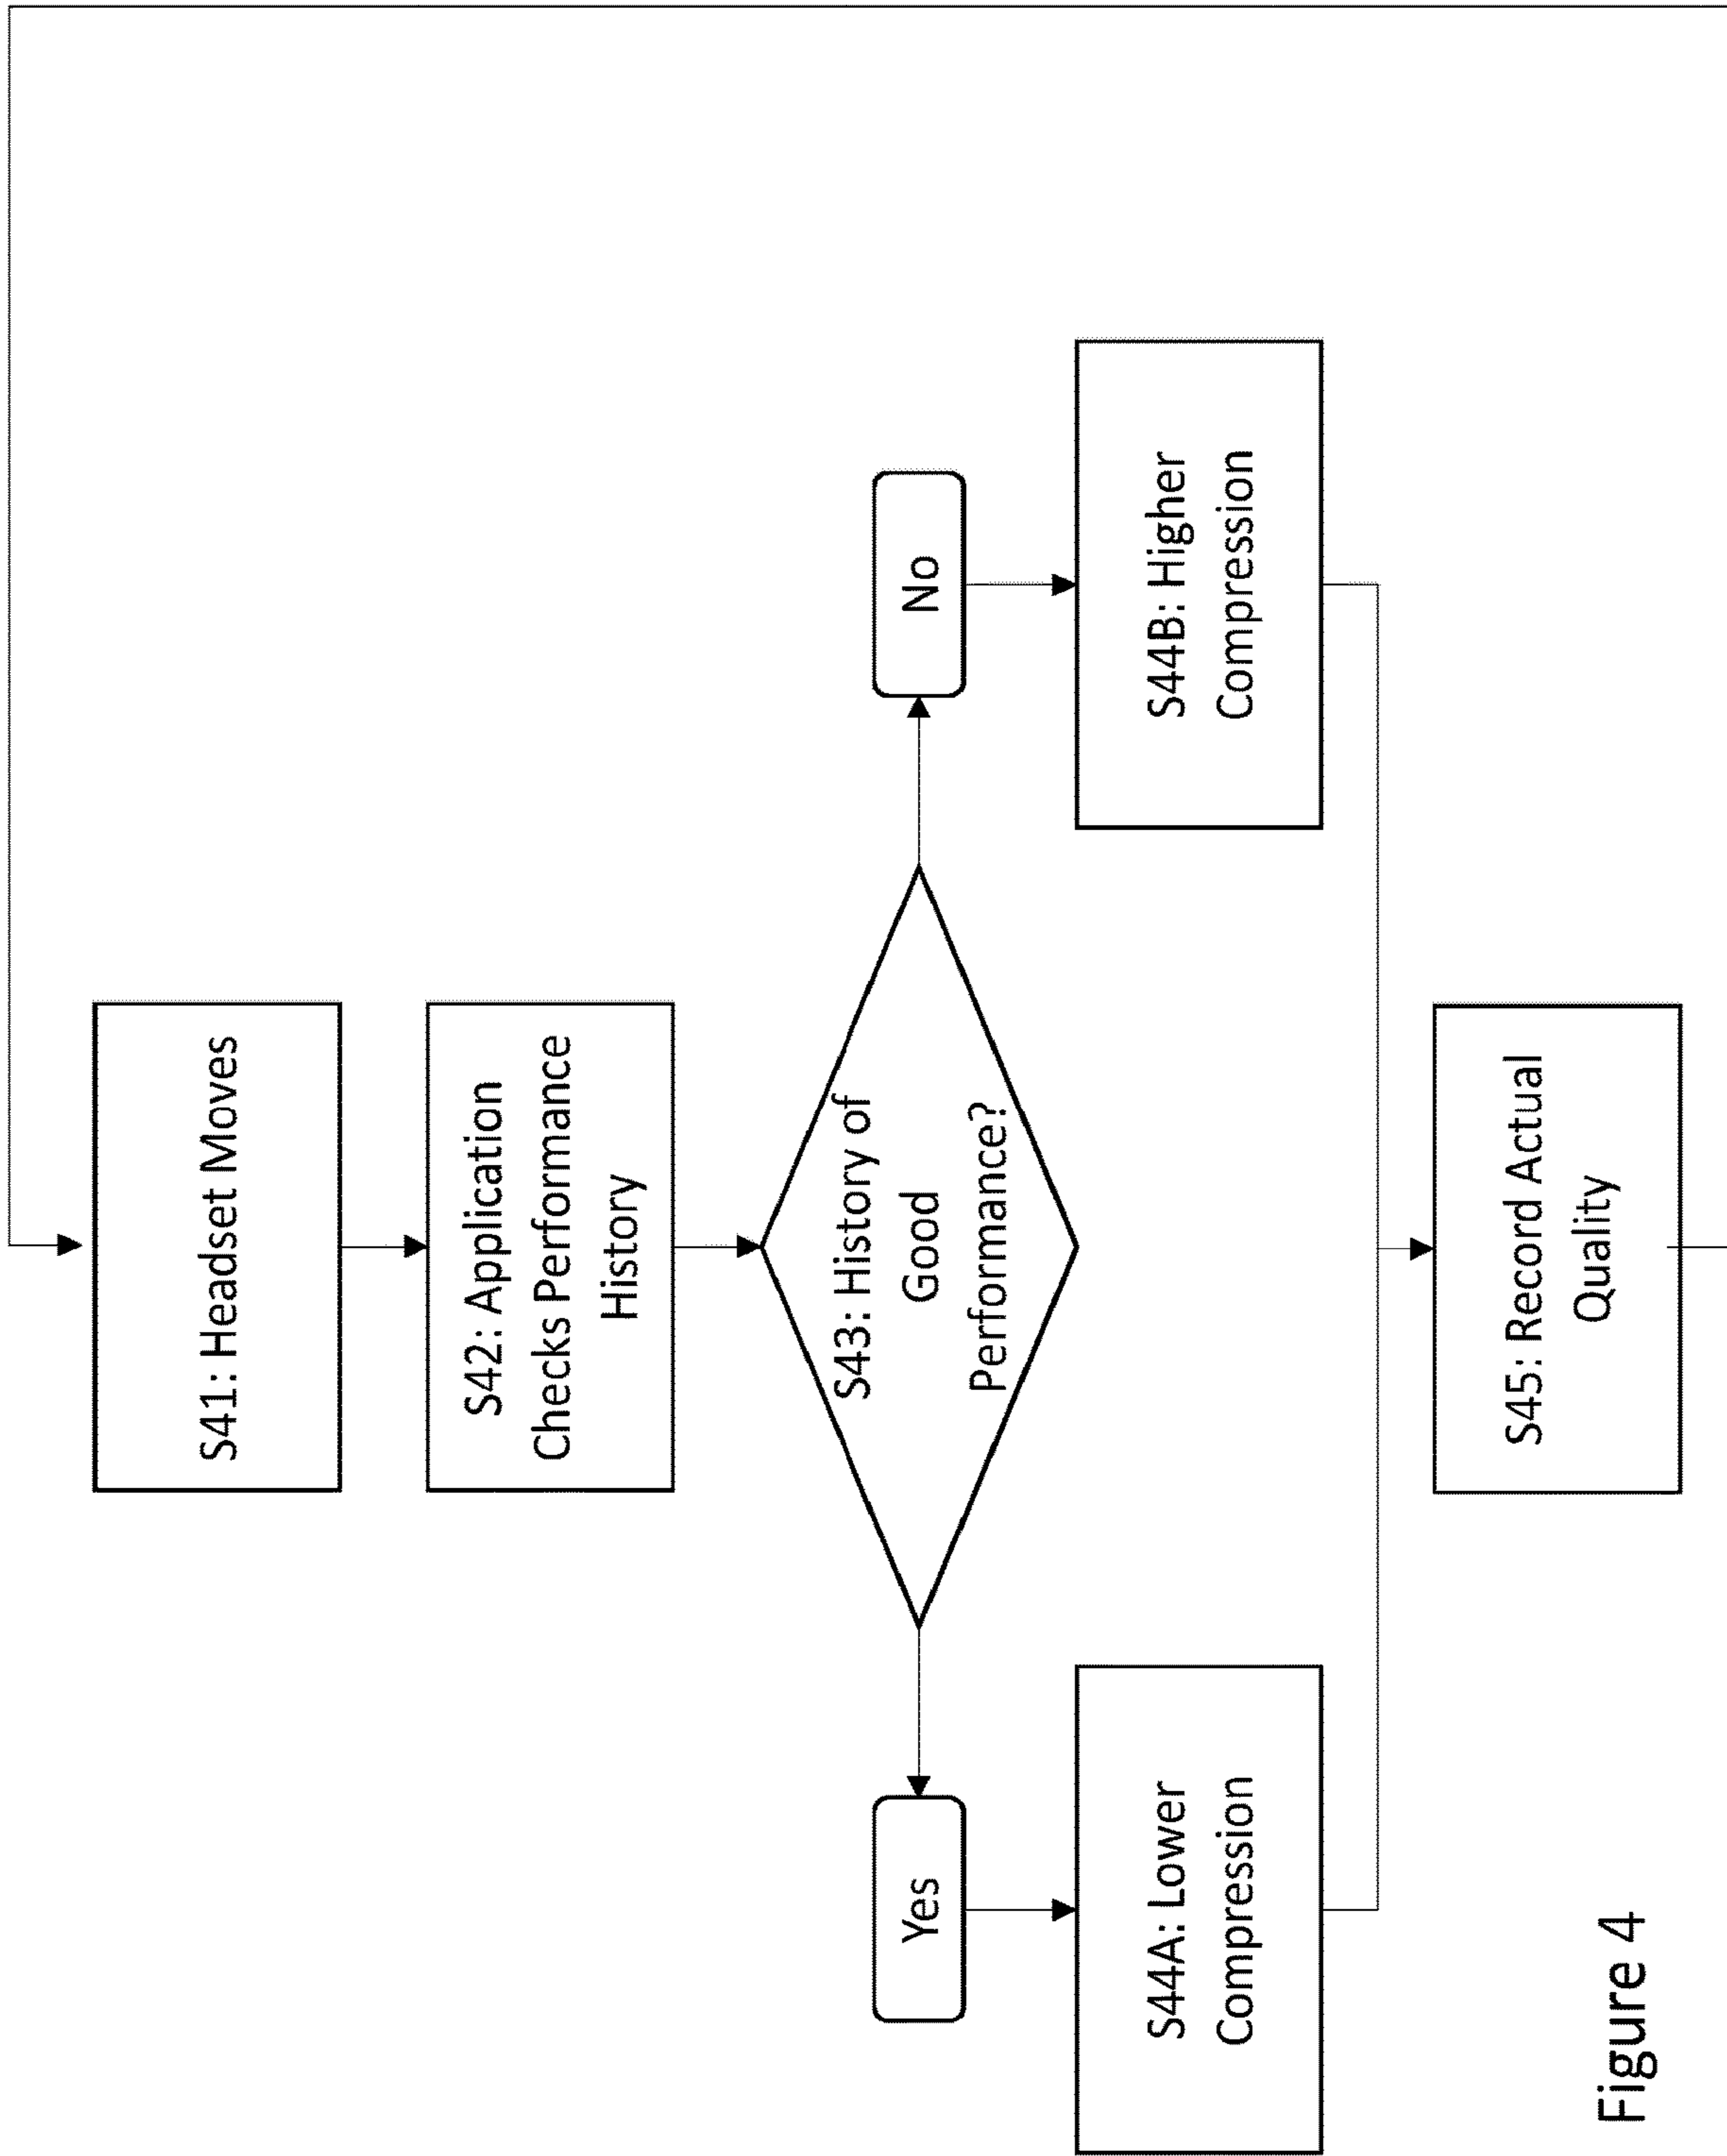 S41: Headset Moves
S42: Application
Checks Performance
History
S43: History of
Good
Performance?
Yes
No
S44A: Lower
Compression
S44B: Higher
Compression
S45: Record Actual
Quality
Figure 4